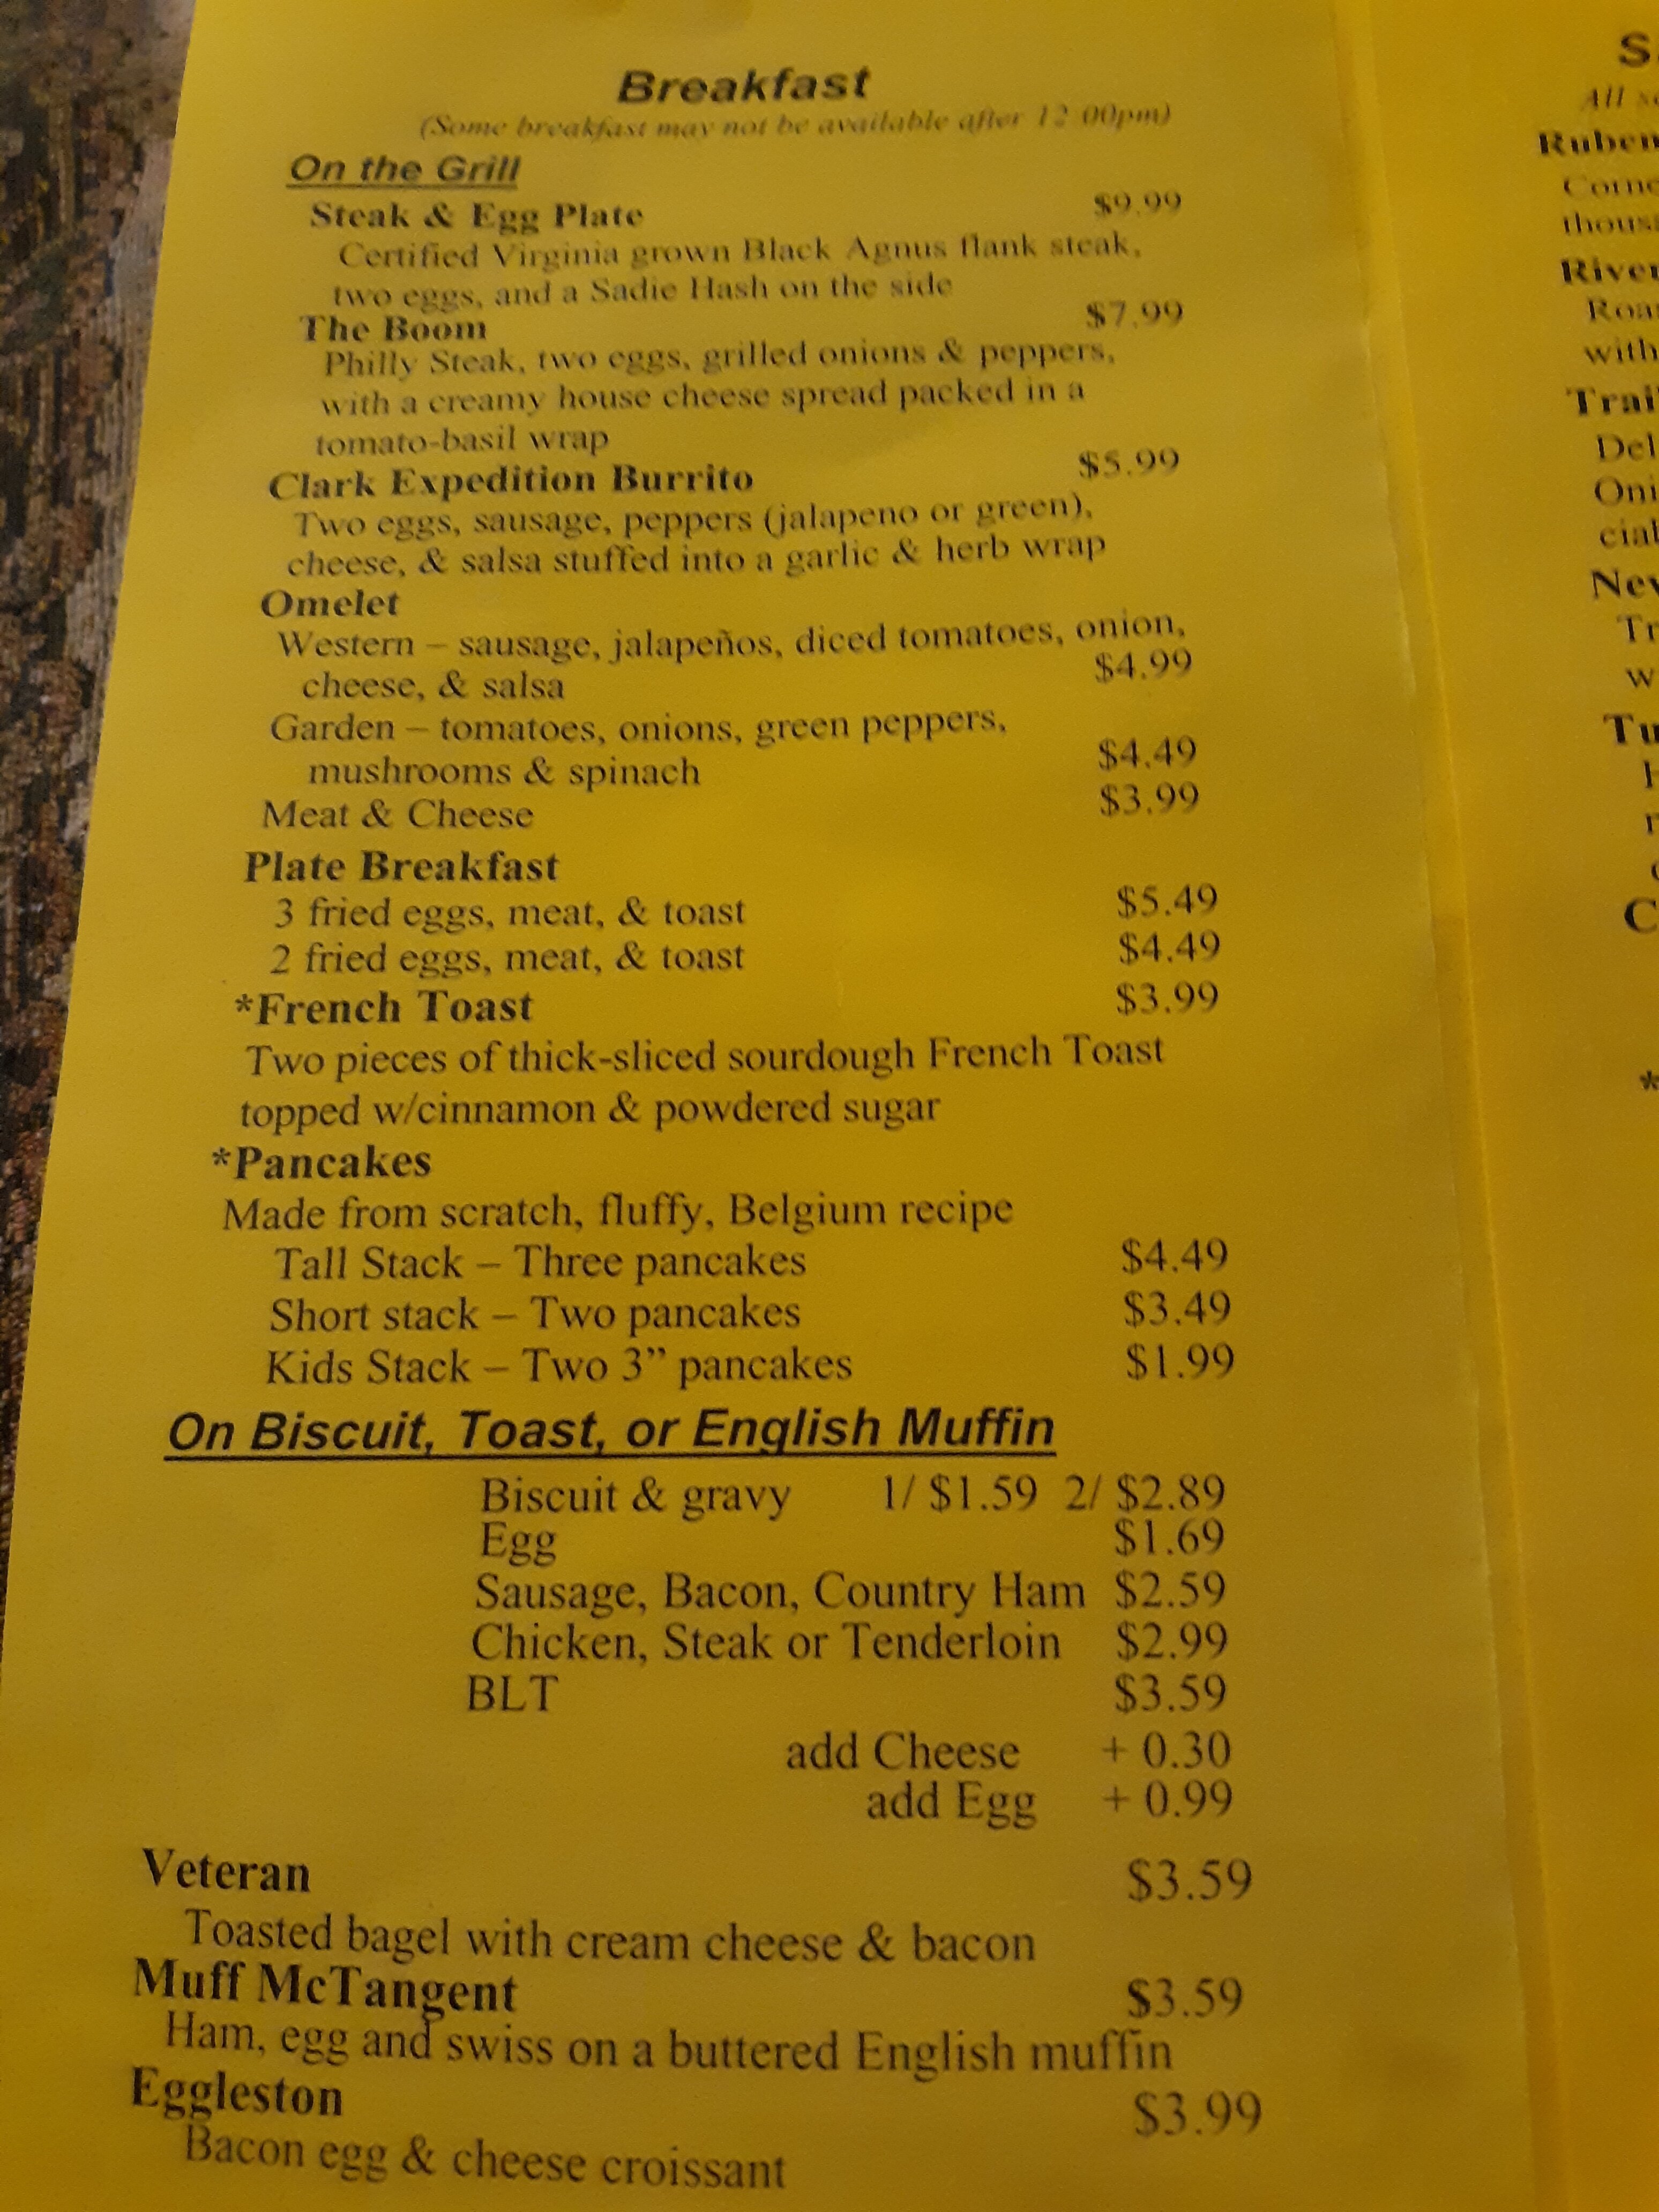 Breakfast
(Some breakfast may not be available after 12:00pm)
On the Grill
Steak & Egg Plate $9.99
Certified Virginia grown Black Agnus flank steak,
two eggs, and a Sadie Hash on the side
The Boom $7.99
Philly Steak, two eggs, grilled onions & peppers,
with a creamy house cheese spread packed in a
tomato-basil wrap
Clark Expedition Burrito $5.99
Two eggs, sausage, peppers (jalapeno or green),
cheese, & salsa stuffed into a garlic & herb wrap
Omelet
Western – sausage, jalapeños, diced tomatoes, onion,
cheese, & salsa $4.99
Garden – tomatoes, onions, green peppers,
mushrooms & spinach $4.49
Meat & Cheese $3.99
Plate Breakfast
3 fried eggs, meat, & toast $5.49
2 fried eggs, meat, & toast $4.49
*French Toast $3.99
Two pieces of thick-sliced sourdough French Toast
topped w/cinnamon & powdered sugar
*Pancakes
Made from scratch, fluffy, Belgium recipe
Tall Stack – Three pancakes $4.49
Short stack – Two pancakes $3.49
Kids Stack – Two 3” pancakes $1.99
On Biscuit, Toast, or English Muffin
Biscuit & gravy 1/ $1.59 2/ $2.89
Egg $1.69
Sausage, Bacon, Country Ham $2.59
Chicken, Steak or Tenderloin $2.99
BLT $3.59
add Cheese + 0.30
add Egg + 0.99
Veteran $3.59
Toasted bagel with cream cheese & bacon
Muff McTangent $3.59
Ham, egg and swiss on a buttered English muffin
Eggleston $3.99
Bacon egg & cheese croissant
All
Ruben
with